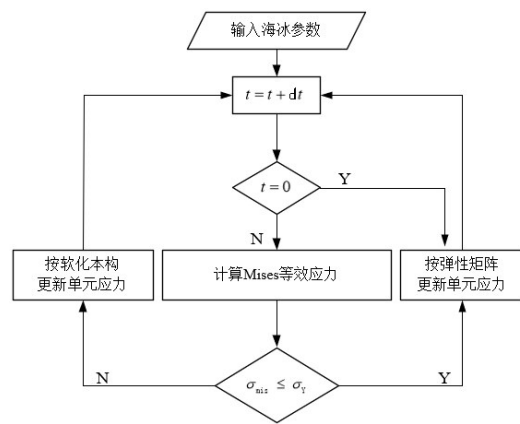 输入海冰参数
t = t + dt
t = 0
Y
N
按软化本构
更新单元应力
计算Mises等效应力
按弹性矩阵
更新单元应力
N
σmis ≤ σY
Y